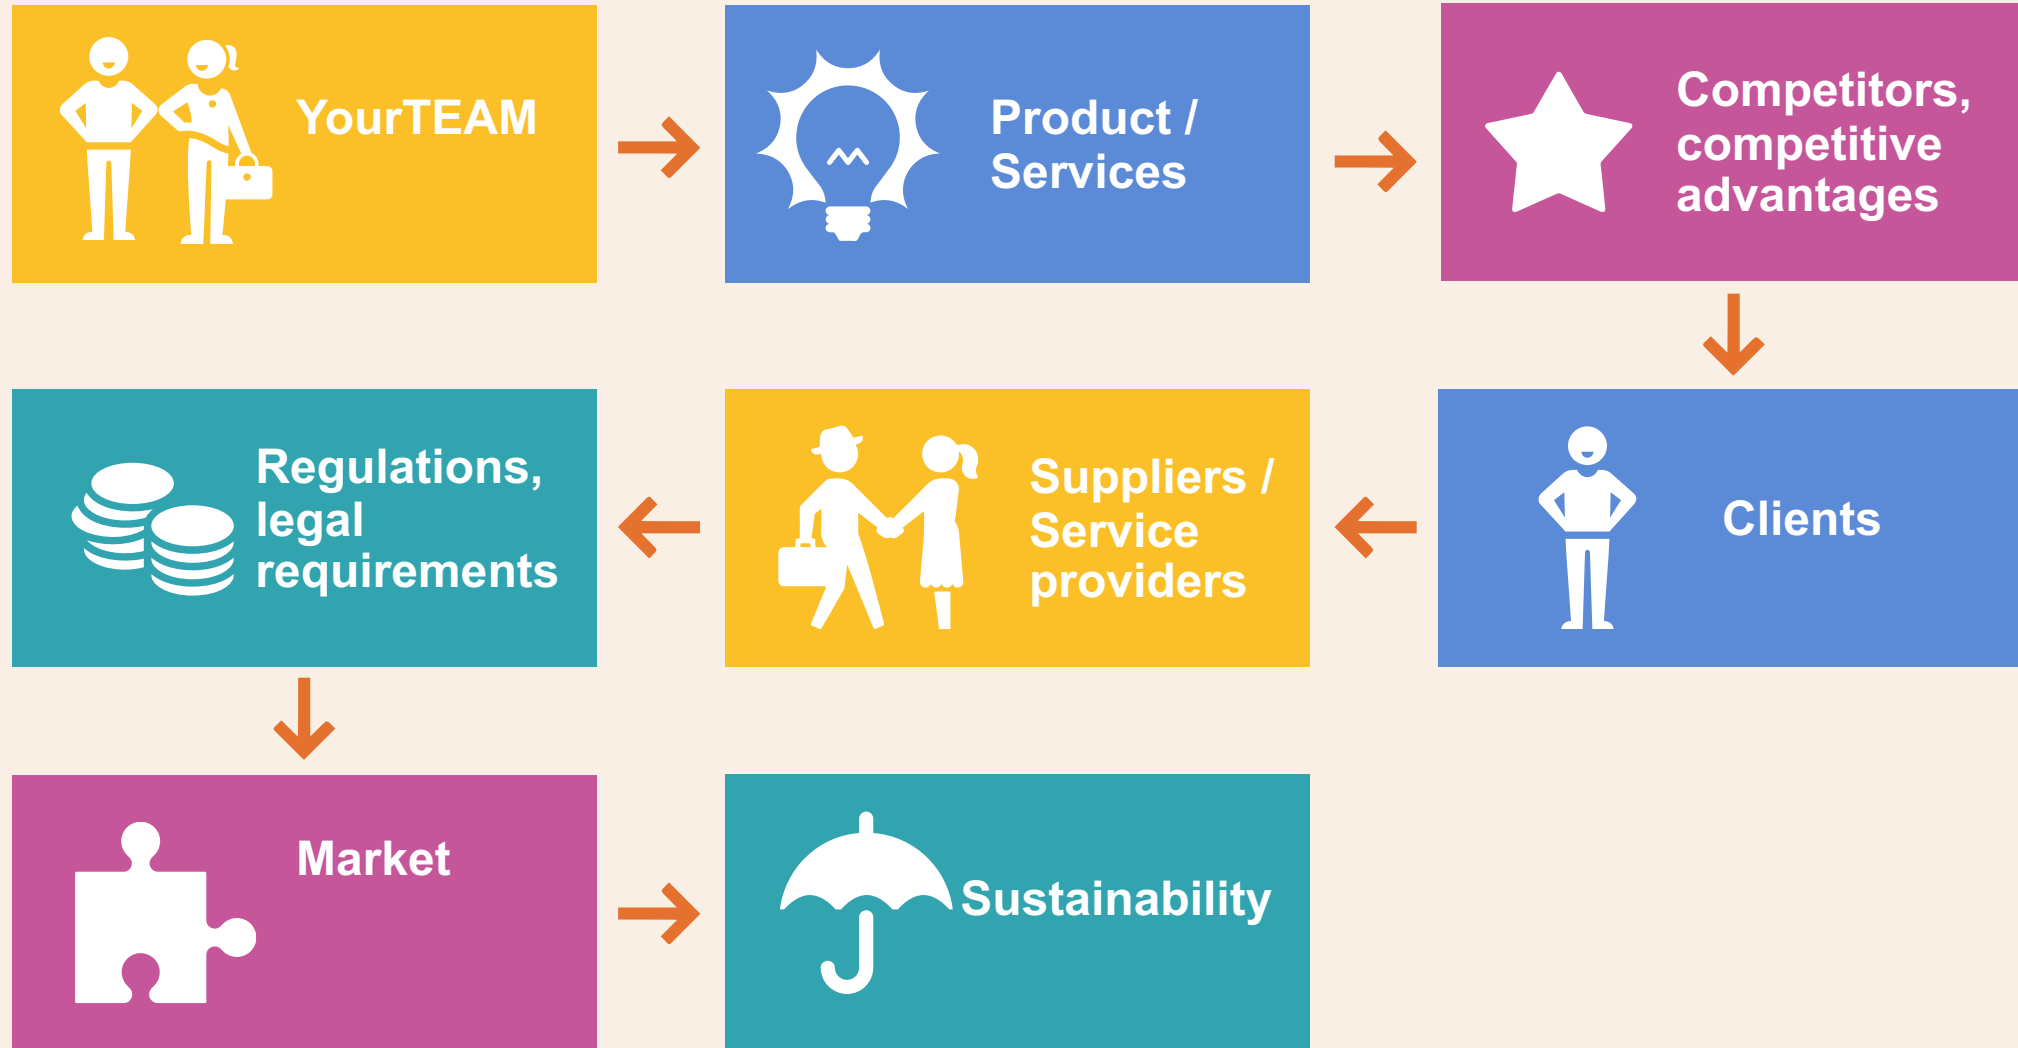 YourTEAM
Product /
Services
Competitors,
competitive
advantages
Clients
Suppliers /
Service
providers
Regulations,
legal
requirements
Market
Sustainability